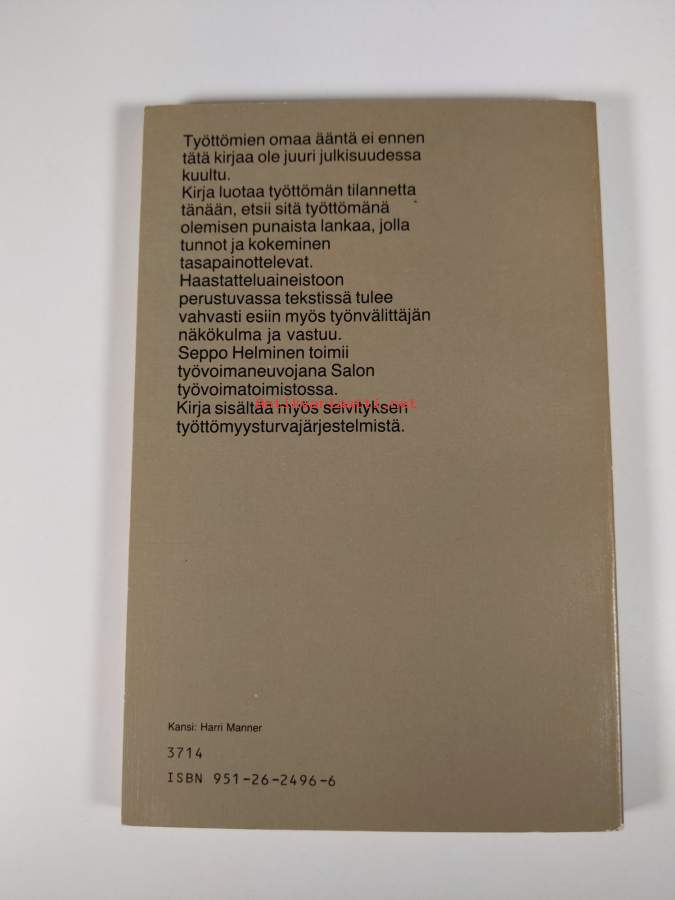 Työttömien omaa ääntä ei ennen
tätä kirjaa ole juuri julkisuudessa
kuultu.
Kirja luotaa työttömän tilannetta
tänään, etsii sitä työttömänä
olemisen punaista lankaa, jolla
tunnot ja kokeminen
tasapainottelevat.
Haastatteluaineistoon
perustuvassa tekstissä tulee
vahvasti esiin myös työnvälittäjän
näkökulma ja vastuu.
Seppo Helminen toimii
työvoimaneuvojana Salon
työvoimatoimistossa.
Antikvariaatti.net
Kirja sisältää myös selvityksen
työttömyysturvajärjestelmistä.
Kansi: Harri Manner
3714
ISBN 951-26-2496-6